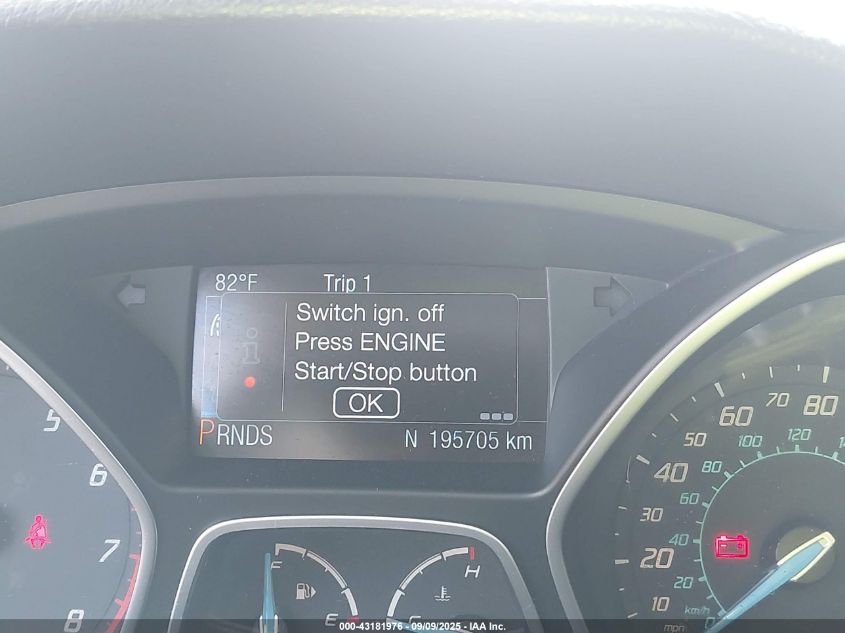 82°F Trip 1
Switch ign. off
Press ENGINE
Start/Stop button
OK
PRNDS N 195705 km
5
6
7
8
F E
H C
10
20
30
40
50
60
70
80
0
20
40
60
80
100
120
km/h
mph
000-43181976 - 09/09/2025 - IAA Inc.